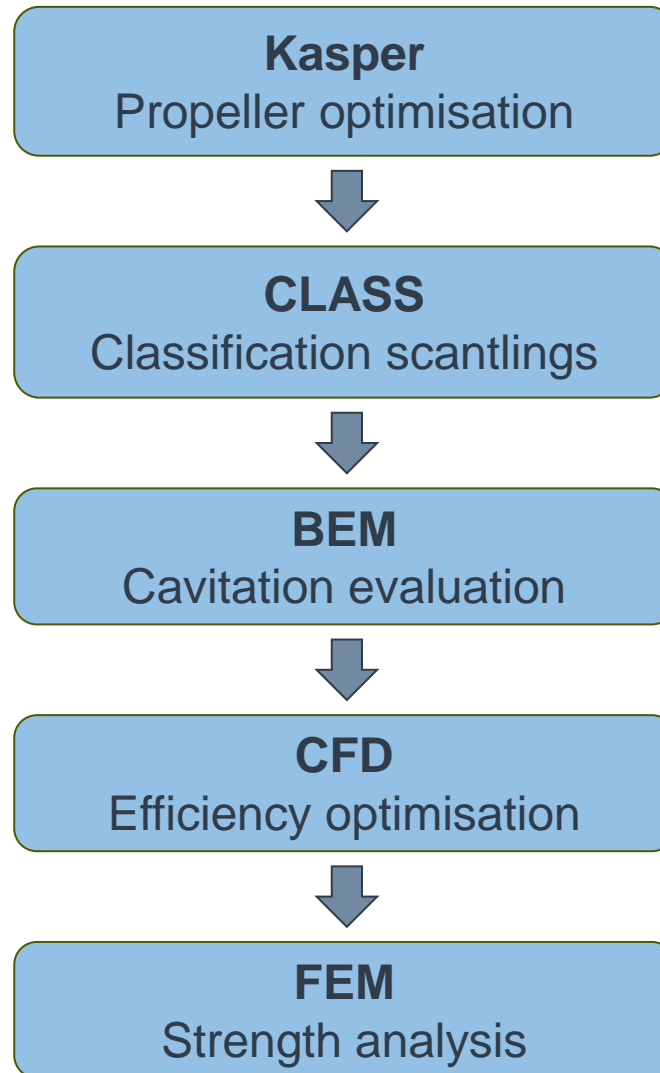 Kasper
Propeller optimisation
CLASS
Classification scantlings
BEM
Cavitation evaluation
CFD
Efficiency optimisation
FEM
Strength analysis